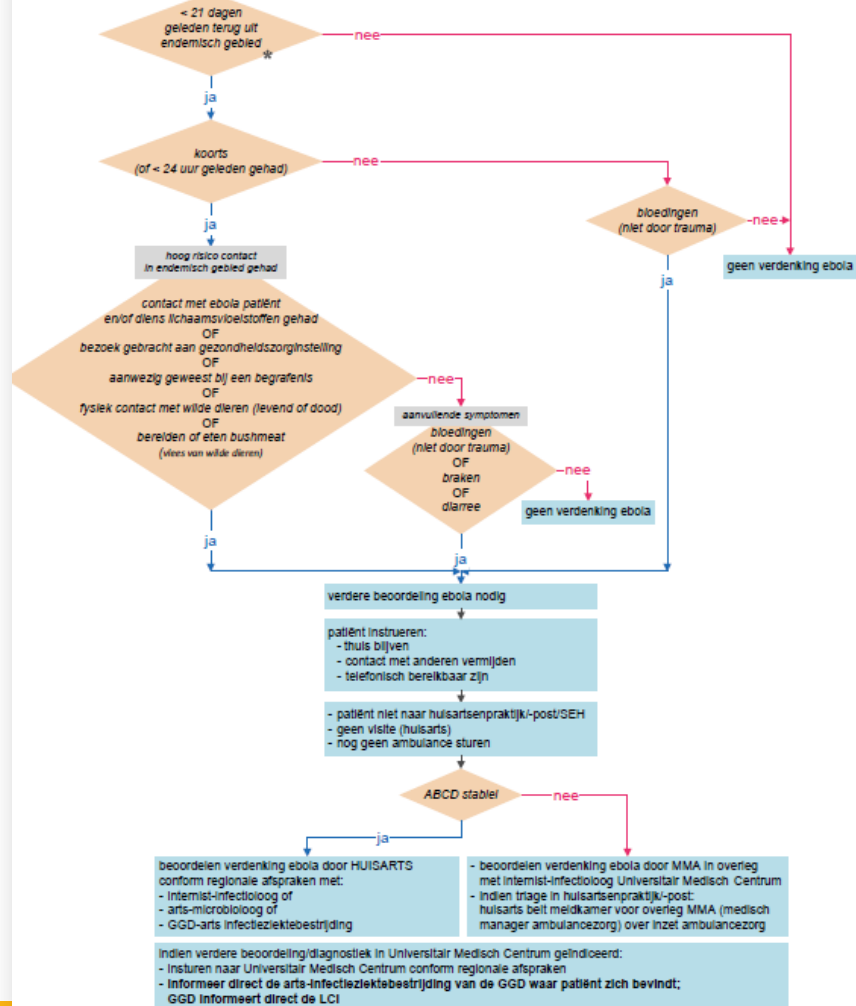 < 21 dagen
geleden terug uit
endemisch gebied
*
nee
ja
koorts
(of < 24 uur geleden gehad)
nee
bloedingen
(niet door trauma)
nee
geen verdenking ebola
ja
ja
hoog risico contact
in endemisch gebied gehad
contact met ebola patiënt
en/of diens lichaamsvloeistoffen gehad
OF
bezoek gebracht aan gezondheidszorginstelling
OF
aanwezig geweest bij een begrafenis
OF
fysiek contact met wilde dieren (levend of dood)
OF
bereiden of eten bushmeat
(vlees van wilde dieren)
nee
aanvullende symptomen
bloedingen
(niet door trauma)
OF
braken
OF
diarree
nee
geen verdenking ebola
ja
ja
verdere beoordeling ebola nodig
patiënt instrueren:
- thuis blijven
- contact met anderen vermijden
- telefonisch bereikbaar zijn
- patiënt niet naar huisartsenpraktijk/-post/SEH
- geen visite (huisarts)
- nog geen ambulance sturen
ABCD stabiel
nee
ja
beoordelen verdenking ebola door HUISARTS
conform regionale afspraken met:
- internist-infectioloog of
- arts-microbioloog of
- GGD-arts infectieziektebestrijding
- beoordelen verdenking ebola door MMA in overleg
met internist-infectioloog Universitair Medisch Centrum
- indien triage in huisartsenpraktijk/-post:
huisarts belt meldkamer voor overleg MMA (medisch
manager ambulancezorg) over inzet ambulancezorg
Indien verdere beoordeling/diagnostiek in Universitair Medisch Centrum geïndiceerd:
- Insturen naar Universitair Medisch Centrum conform regionale afspraken
- Informeer direct de arts-infectieziektebestrijding van de GGD waar patiënt zich bevindt;
GGD informeert direct de LCI